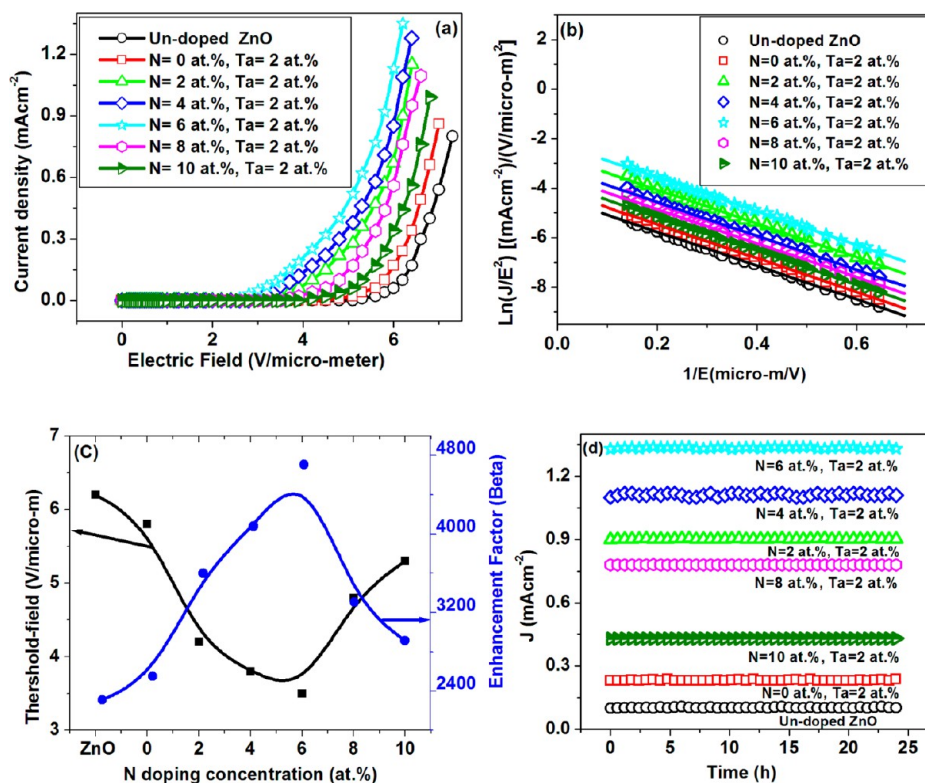 (a)
Un-doped ZnO
N= 0 at.%, Ta= 2 at.%
N= 2 at.%, Ta= 2 at.%
N= 4 at.%, Ta= 2 at.%
N= 6 at.%, Ta= 2 at.%
N= 8 at.%, Ta= 2 at.%
N= 10 at.%, Ta= 2 at.%
Current density (mAcm-2)
1.2
0.9
0.6
0.3
0.0
0 2 4 6
Electric Field (V/micro-meter)
(b)
Un-doped ZnO
N=0 at.%, Ta=2 at.%
N=2 at.%, Ta=2 at.%
N=4 at.%, Ta=2 at.%
N=6 at.%, Ta=2 at.%
N=8 at.%, Ta=2 at.%
N=10 at.%, Ta=2 at.%
Ln(J/E2) [(mAcm-2)/(V/micro-m)2]
2
0
-2
-4
-6
-8
0.0 0.2 0.4 0.6
1/E(micro-m/V)
(C)
Thershold-field (V/micro-m)
7
6
5
4
3
ZnO 0 2 4 6 8 10
N doping concentration (at.%)
4800
4000
3200
2400
Enhancement Factor (Beta)
(d)
J (mAcm-2)
1.2
0.9
0.6
0.3
0.0
N=6 at.%, Ta=2 at.%
N=4 at.%, Ta=2 at.%
N=2 at.%, Ta=2 at.%
N=8 at.%, Ta=2 at.%
N=10 at.%, Ta=2 at.%
N=0 at.%, Ta=2 at.%
Un-doped ZnO
0 5 10 15 20 25
Time (h)